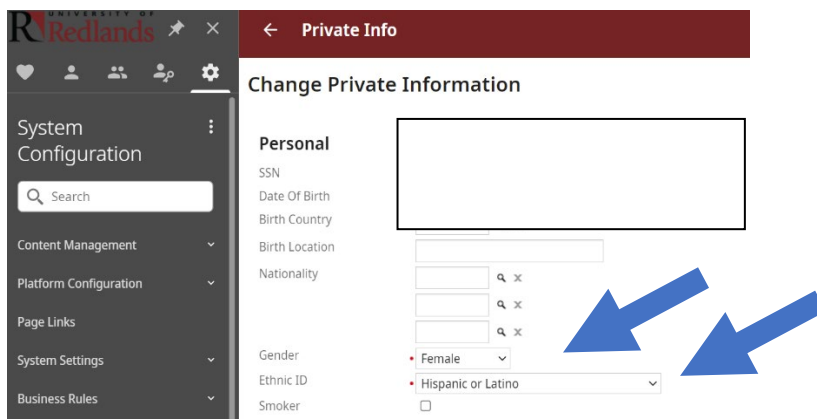 UNIVERSITY OF
Redlands
Private Info
Change Private Information
System
Configuration
Search
Content Management
Platform Configuration
Page Links
System Settings
Business Rules
Personal
SSN
Date Of Birth
Birth Country
Birth Location
Nationality
Gender
Female
Ethnic ID
Hispanic or Latino
Smoker